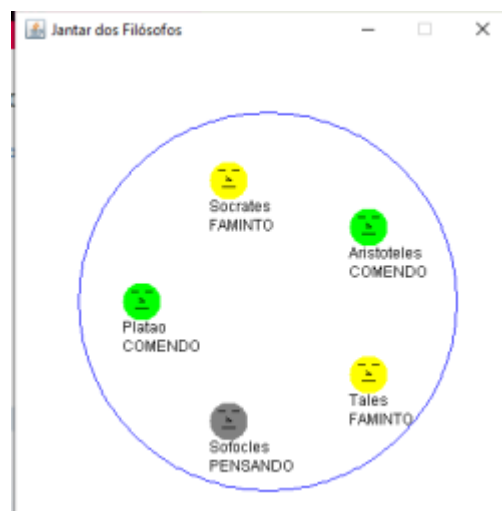 Jantar dos Filósofos
Socrates
FAMINTO
Aristoteles
COMENDO
Platao
COMENDO
Tales
FAMINTO
Sofocles
PENSANDO